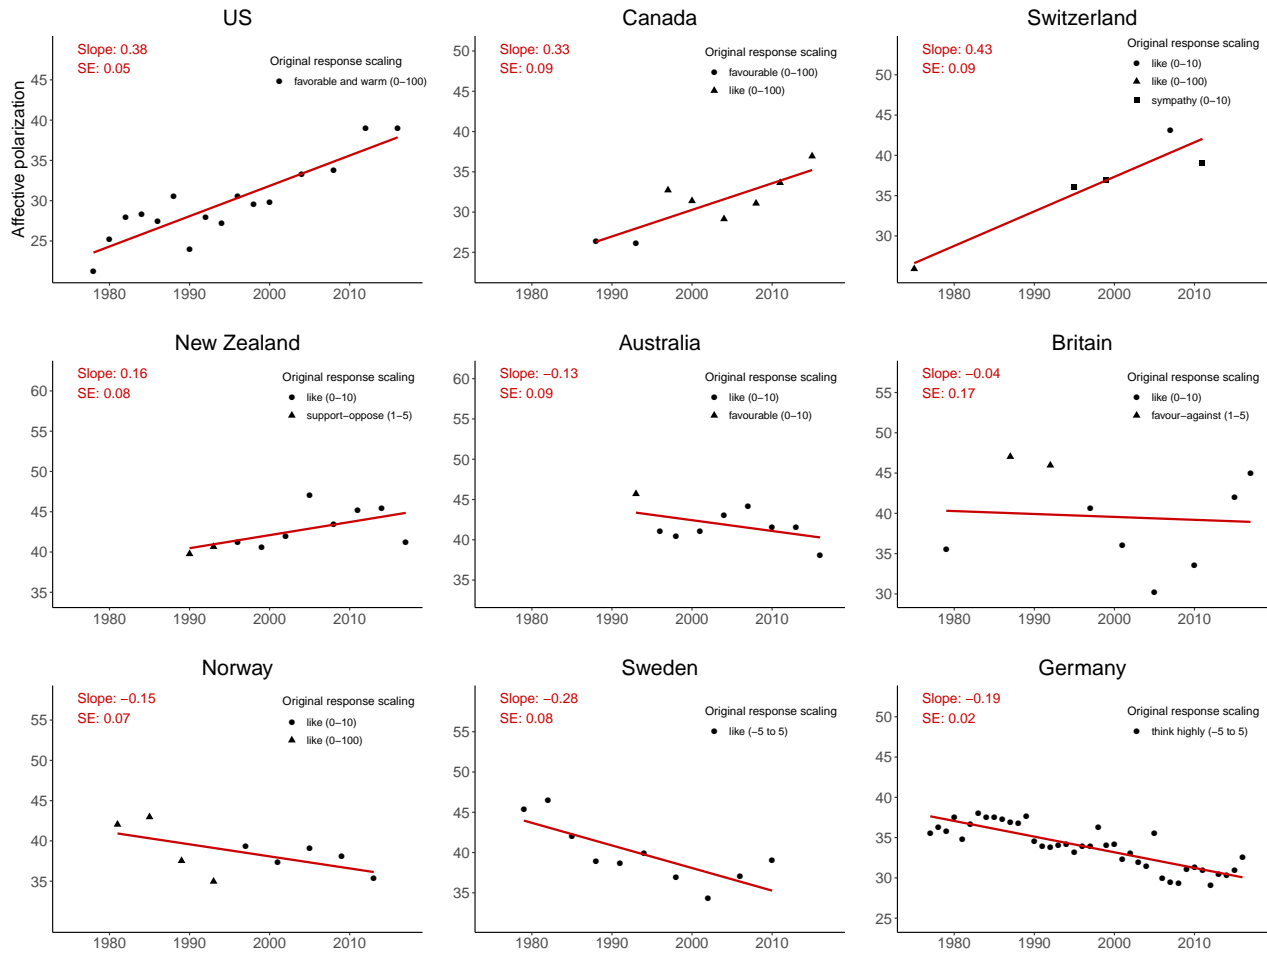 US
Slope: 0.38
SE: 0.05
Original response scaling
favorable and warm (0−100)
Affective polarization
45
40
35
30
25
1980 1990 2000 2010
Canada
Slope: 0.33
SE: 0.09
Original response scaling
favourable (0−100)
like (0−100)
50
45
40
35
30
25
1980 1990 2000 2010
Switzerland
Slope: 0.43
SE: 0.09
Original response scaling
like (0−10)
like (0−100)
sympathy (0−10)
50
45
40
35
30
1980 1990 2000 2010
New Zealand
Slope: 0.16
SE: 0.08
Original response scaling
like (0−10)
support−oppose (1−5)
60
55
50
45
40
35
1980 1990 2000 2010
Australia
Slope: −0.13
SE: 0.09
Original response scaling
like (0−10)
favourable (0−10)
60
55
50
45
40
35
1980 1990 2000 2010
Britain
Slope: −0.04
SE: 0.17
Original response scaling
like (0−10)
favour−against (1−5)
55
50
45
40
35
30
1980 1990 2000 2010
Norway
Slope: −0.15
SE: 0.07
Original response scaling
like (0−10)
like (0−100)
55
50
45
40
35
1980 1990 2000 2010
Sweden
Slope: −0.28
SE: 0.08
Original response scaling
like (−5 to 5)
55
50
45
40
35
1980 1990 2000 2010
Germany
Slope: −0.19
SE: 0.02
Original response scaling
think highly (−5 to 5)
50
45
40
35
30
25
1980 1990 2000 2010